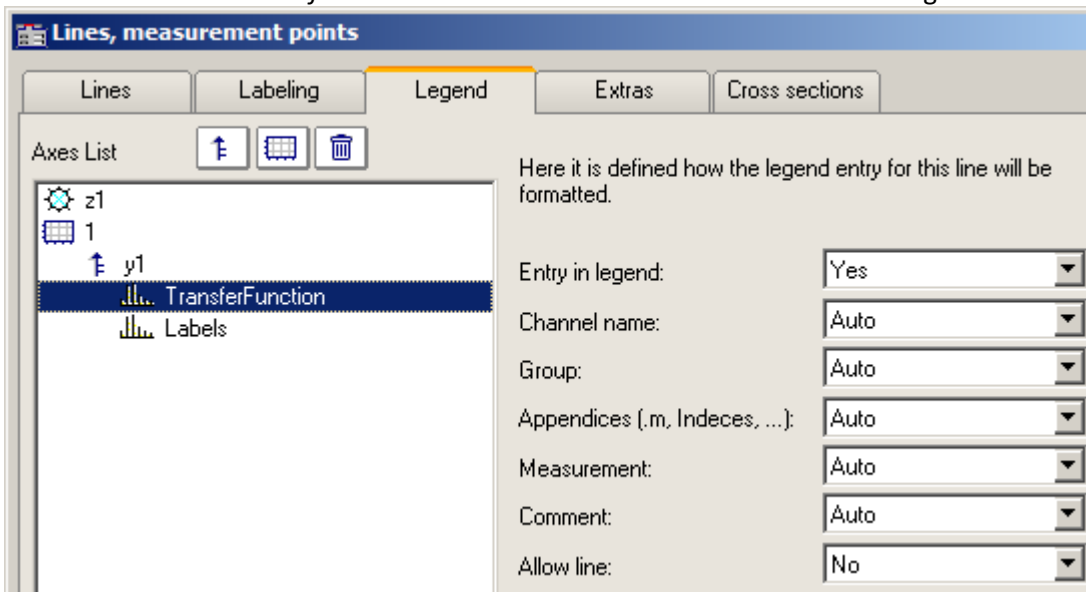 Lines, measurement points
Lines
Labeling
Legend
Extras
Cross sections
Axes List
z1
1
y1
TransferFunction
Labels
Here it is defined how the legend entry for this line will be
formatted.
Entry in legend: Yes
Channel name: Auto
Group: Auto
Appendices (.m, Indeces, ...): Auto
Measurement: Auto
Comment: Auto
Allow line: No